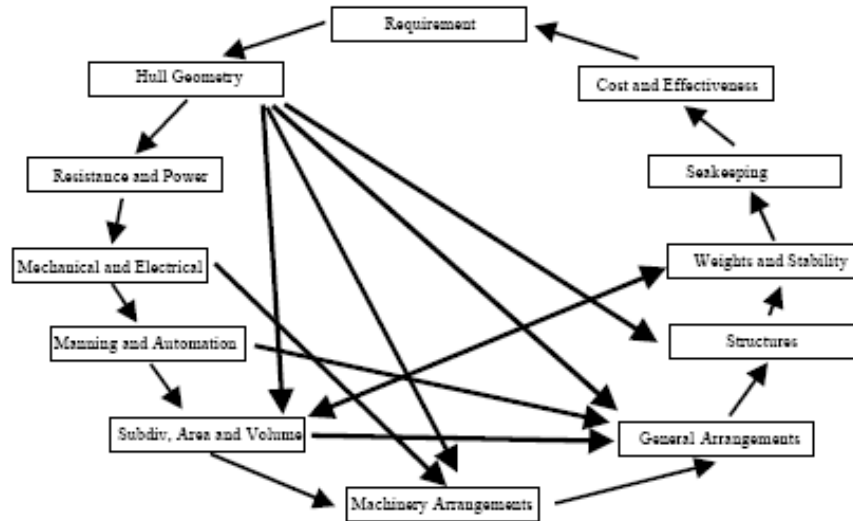 Requirement
Hull Geometry
Cost and Effectiveness
Resistance and Power
Seakeeping
Mechanical and Electrical
Weights and Stability
Manning and Automation
Structures
Subdiv, Area and Volume
General Arrangements
Machinery Arrangements